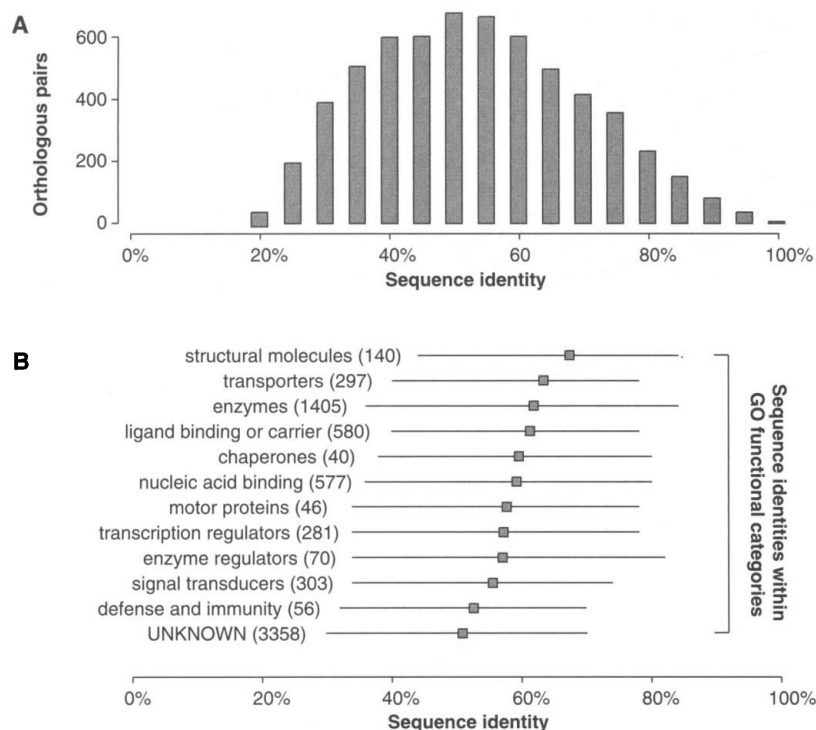 A
Orthologous pairs
600
400
200
0
0% 20% 40% 60 80% 100%
Sequence identity
B
structural molecules (140)
transporters (297)
enzymes (1405)
ligand binding or carrier (580)
chaperones (40)
nucleic acid binding (577)
motor proteins (46)
transcription regulators (281)
enzyme regulators (70)
signal transducers (303)
defense and immunity (56)
UNKNOWN (3358)
Sequence identities within
GO functional categories
0% 20% 40% 60% 80% 100%
Sequence identity